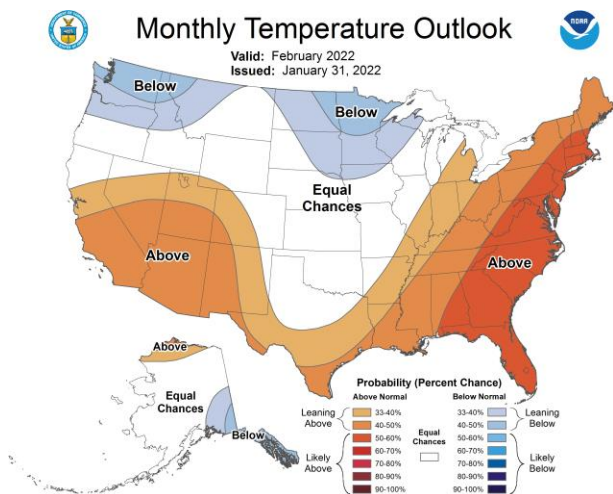 Monthly Temperature Outlook
NOAA
Valid: February 2022
Issued: January 31, 2022
Below
Below
Equal
Chances
Above
Above
Above
Equal
Chances
Below
Probability (Percent Chance)
Above Normal
Below Normal
Leaning
Above
33-40%
40-50%
Likely
Above
50-60%
60-70%
70-80%
80-90%
90-100%
Equal
Chances
33-40%
40-50%
Leaning
Below
50-60%
60-70%
70-80%
80-90%
90-100%
Likely
Below